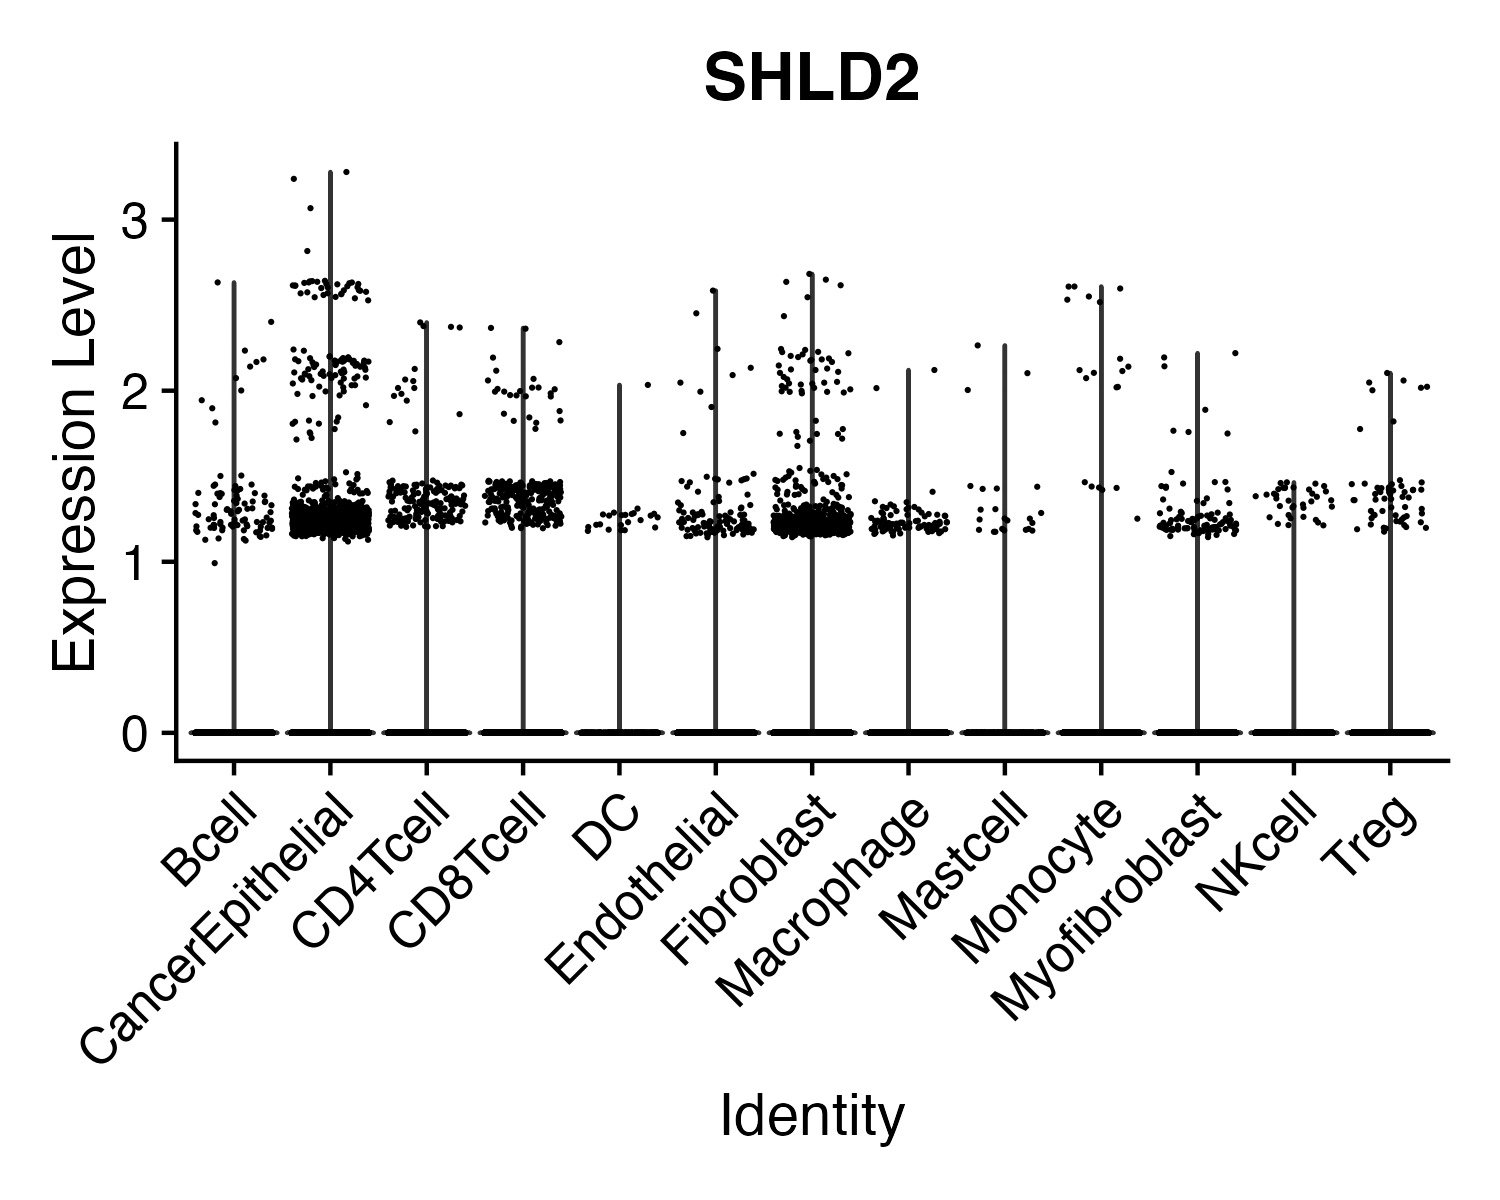 SHLD2
Expression Level
3
2
1
0
Bcell
CancerEpithelial
CD4Tcell
CD8Tcell
DC
Endothelial
Fibroblast
Macrophage
Mastcell
Monocyte
Myofibroblast
NKcell
Treg
Identity